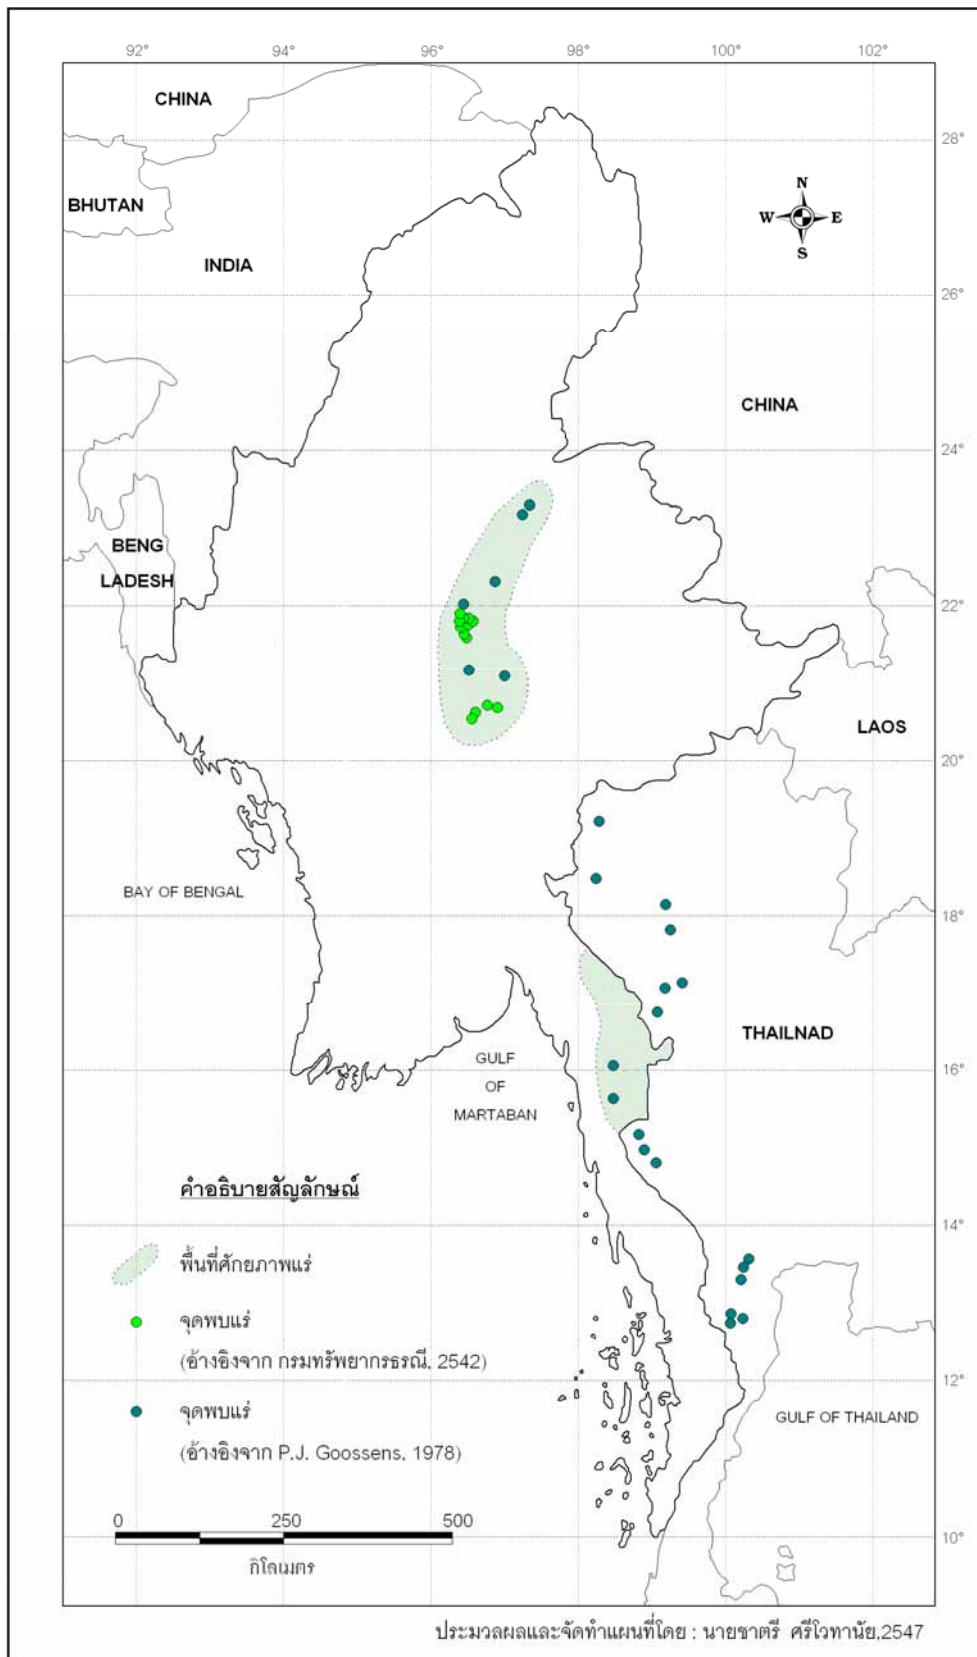 92° 94° 96° 98° 100° 102°
CHINA
28°
BHUTAN
N
W E
S
INDIA
26°
CHINA
24°
BENG
LADESH
22°
LAOS
20°
BAY OF BENGAL
18°
THAILNAD
GULF
OF
MARTABAN
16°
คำอธิบายสัญลักษณ์
14°
พื้นที่ศักยภาพแร่
จุดพบแร่
(อ้างอิงจาก กรมทรัพยากรธรณี, 2542)
12°
จุดพบแร่
GULF OF THAILAND
(อ้างอิงจาก P.J. Goossens, 1978)
0 250 500
10°
กิโลเมตร
ประมวลผลและจัดทำแผนที่โดย : นายชาตรี ศรีโวทานัย,2547